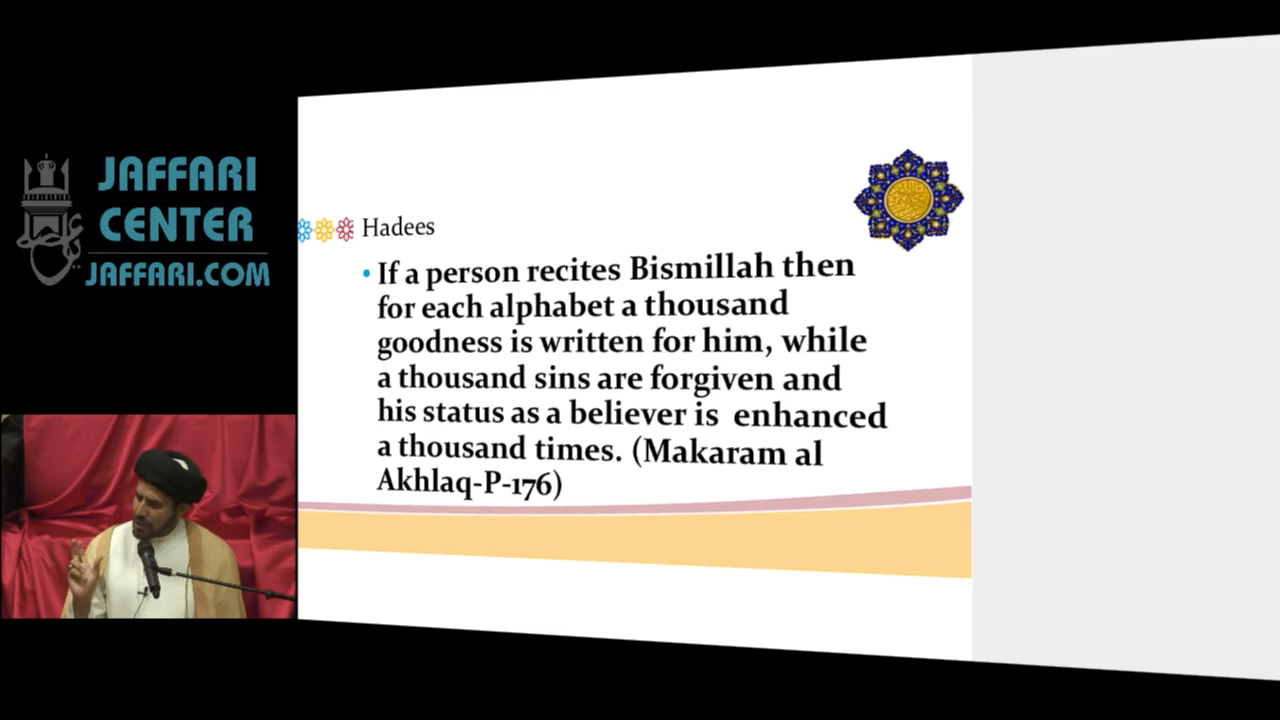 JAFFARI
CENTER
JAFFARI.COM
Hadees
• If a person recites Bismillah then
for each alphabet a thousand
goodness is written for him, while
a thousand sins are forgiven and
his status as a believer is enhanced
a thousand times. (Makaram al
Akhlaq-P-176)